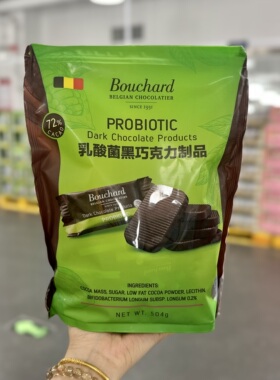 Bouchard
BELGIAN CHOCOLATIER
SINCE 1930
72%
CACAO
PROBIOTIC
Dark Chocolate Products
乳酸菌黑巧克力制品
Bouchard
INGREDIENTS
COCOA MASS, SUGAR, LOW FAT COCOA POWDER, LECITHIN
BIFIDOBACTERIUM LONGUM SUBSP. LONGUM 0.2%
NET WT. 504g